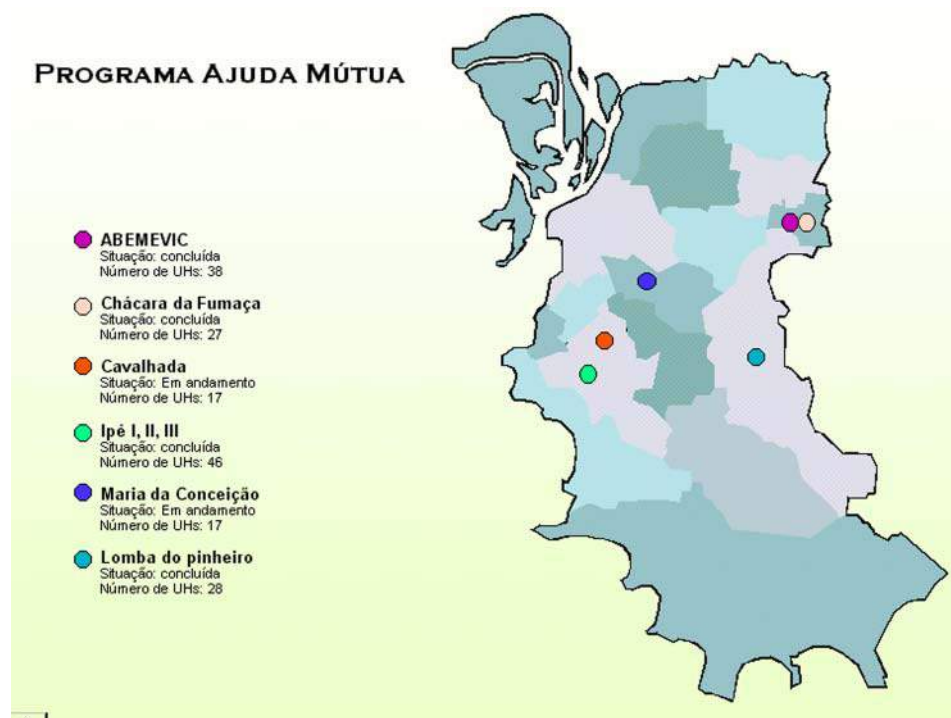 PROGRAMA AJUDA MÚTUA
ABEMEVIC
Situação: concluída
Número de UHs: 38
Chácara da Fumaça
Situação: concluída
Número de UHs: 27
Cavalhada
Situação: Em andamento
Número de UHs: 17
Ipé I, II, III
Situação: concluída
Número de UHs: 46
Maria da Conceição
Situação: Em andamento
Número de UHs: 17
Lomba do pinheiro
Situação: concluída
Número de UHs: 28